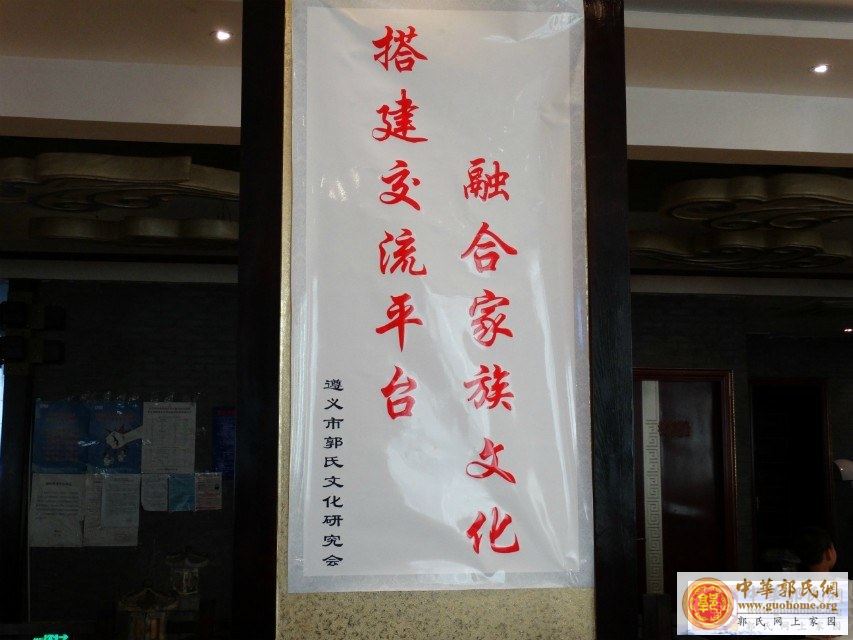 融合家族文化
搭建交流平台
遵义市郭氏文化研究会
中華郭氏網
www.guohome.org
郭氏网上家园